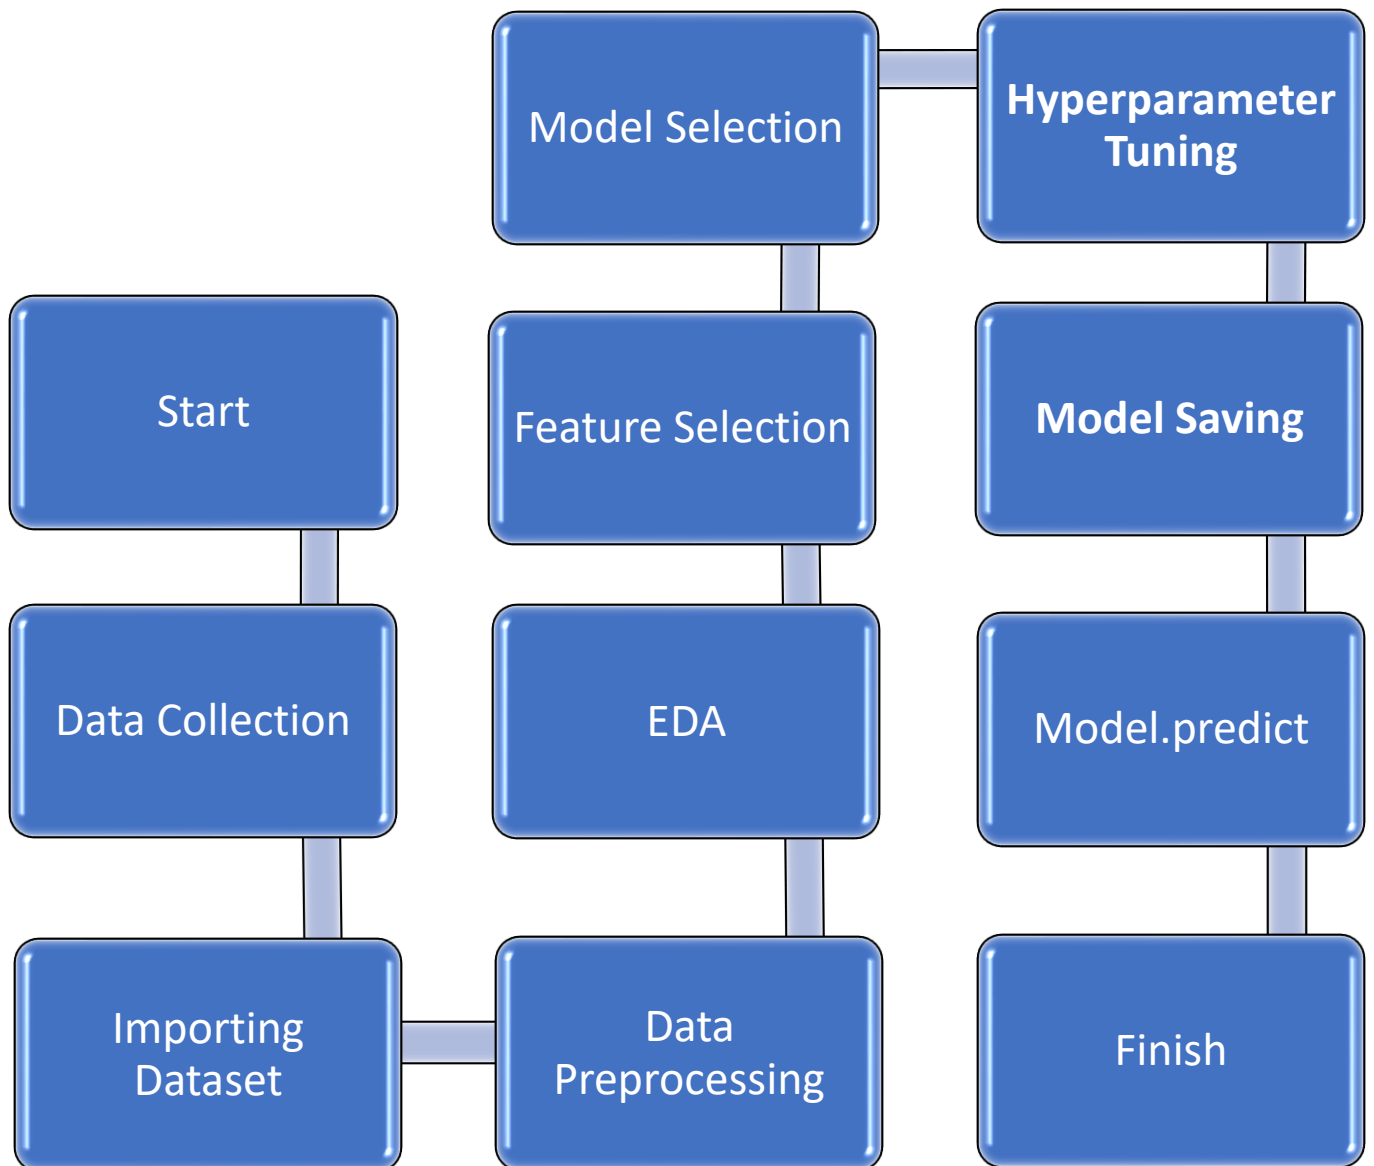 Start
Data Collection
Importing
Dataset
Data
Preprocessing
EDA
Feature Selection
Model Selection
Hyperparameter
Tuning
Model Saving
Model.predict
Finish